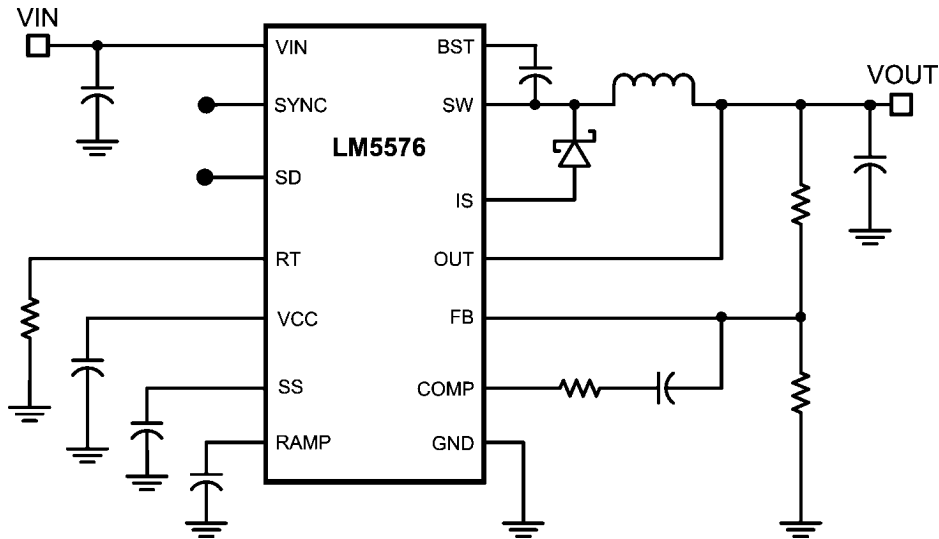 VIN
VOUT
LM5576
VIN
SYNC
SD
RT
VCC
SS
RAMP
BST
SW
IS
OUT
FB
COMP
GND